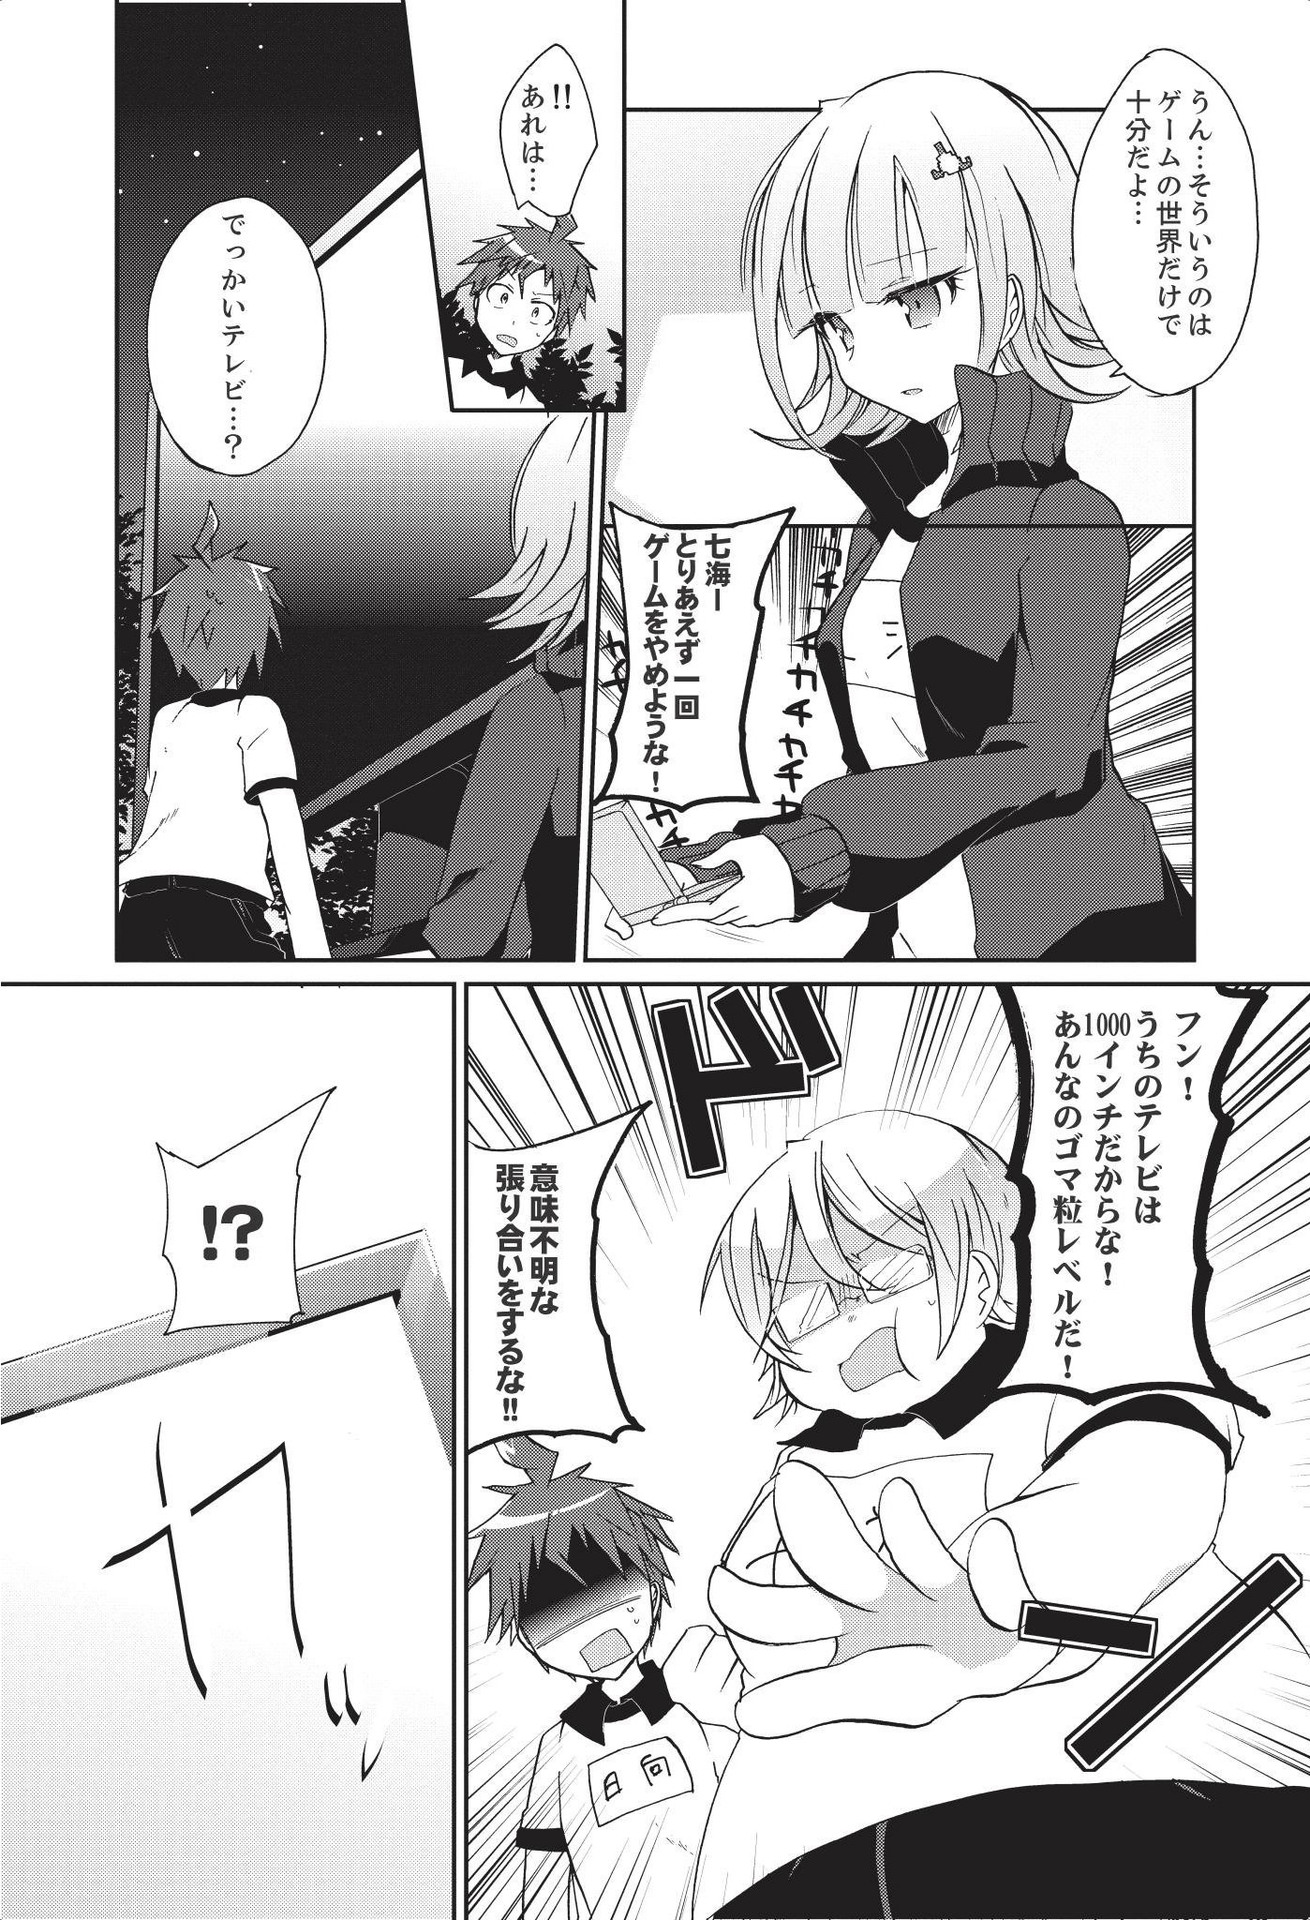 うん…そういうのは
ゲームの世界だけで
十分だよ…
七海ー
とりあえず一回
ゲームをやめような！
カチカチカチカチ
!!
あれは…
でっかいテレビ…？
フン！
うちのテレビは
1000インチだからな！
あんなのゴマ粒レベルだ！
ドーン
意味不明な
張り合いをするな!!
日向
!?
ガ